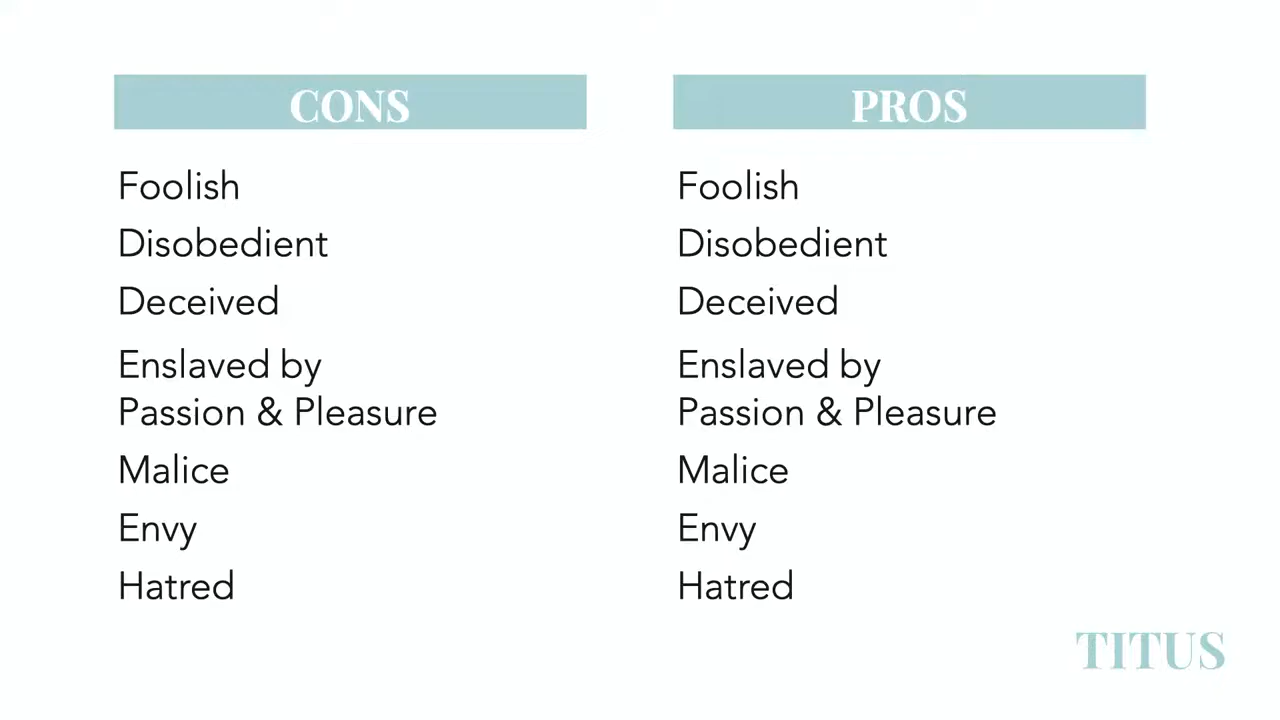 CONS
Foolish
Disobedient
Deceived
Enslaved by
Passion & Pleasure
Malice
Envy
Hatred
PROS
Foolish
Disobedient
Deceived
Enslaved by
Passion & Pleasure
Malice
Envy
Hatred
TITUS